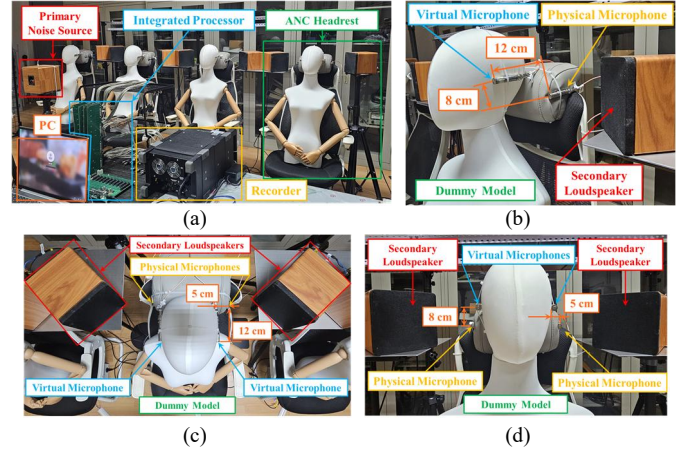 Primary
Noise Source
Integrated
Processor
ANC Headrest
PC
Recorder
(a)
Virtual Microphone
Physical Microphone
12 cm
8 cm
Secondary
Loudspeaker
Dummy Model
(b)
Secondary Loudspeakers
Physical Microphones
5 cm
12 cm
Virtual Microphone
Virtual Microphone
Dummy Model
(c)
Secondary
Loudspeaker
Virtual
Microphones
Secondary
Loudspeaker
8 cm
5 cm
Physical Microphone
Physical Microphone
Dummy Model
(d)